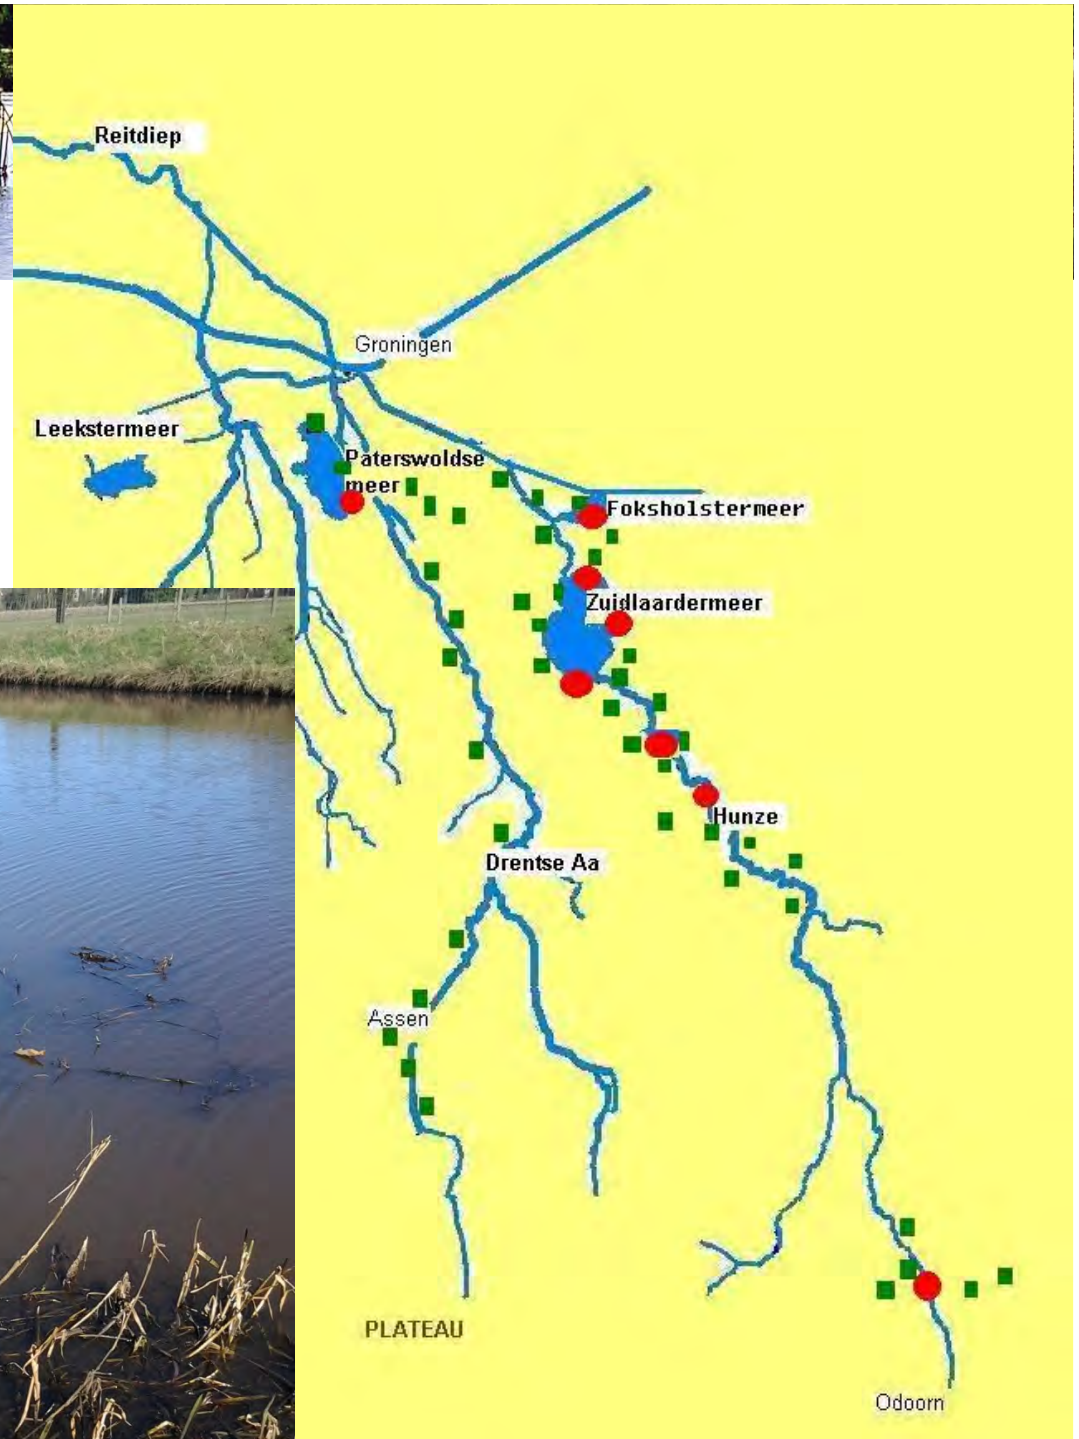 Reitdiep
Groningen
Leekstermeer
Paterswoldse
meer
Foksholstermeer
Zuidlaardermeer
Hunze
Drentse Aa
Assen
PLATEAU
Odoorn